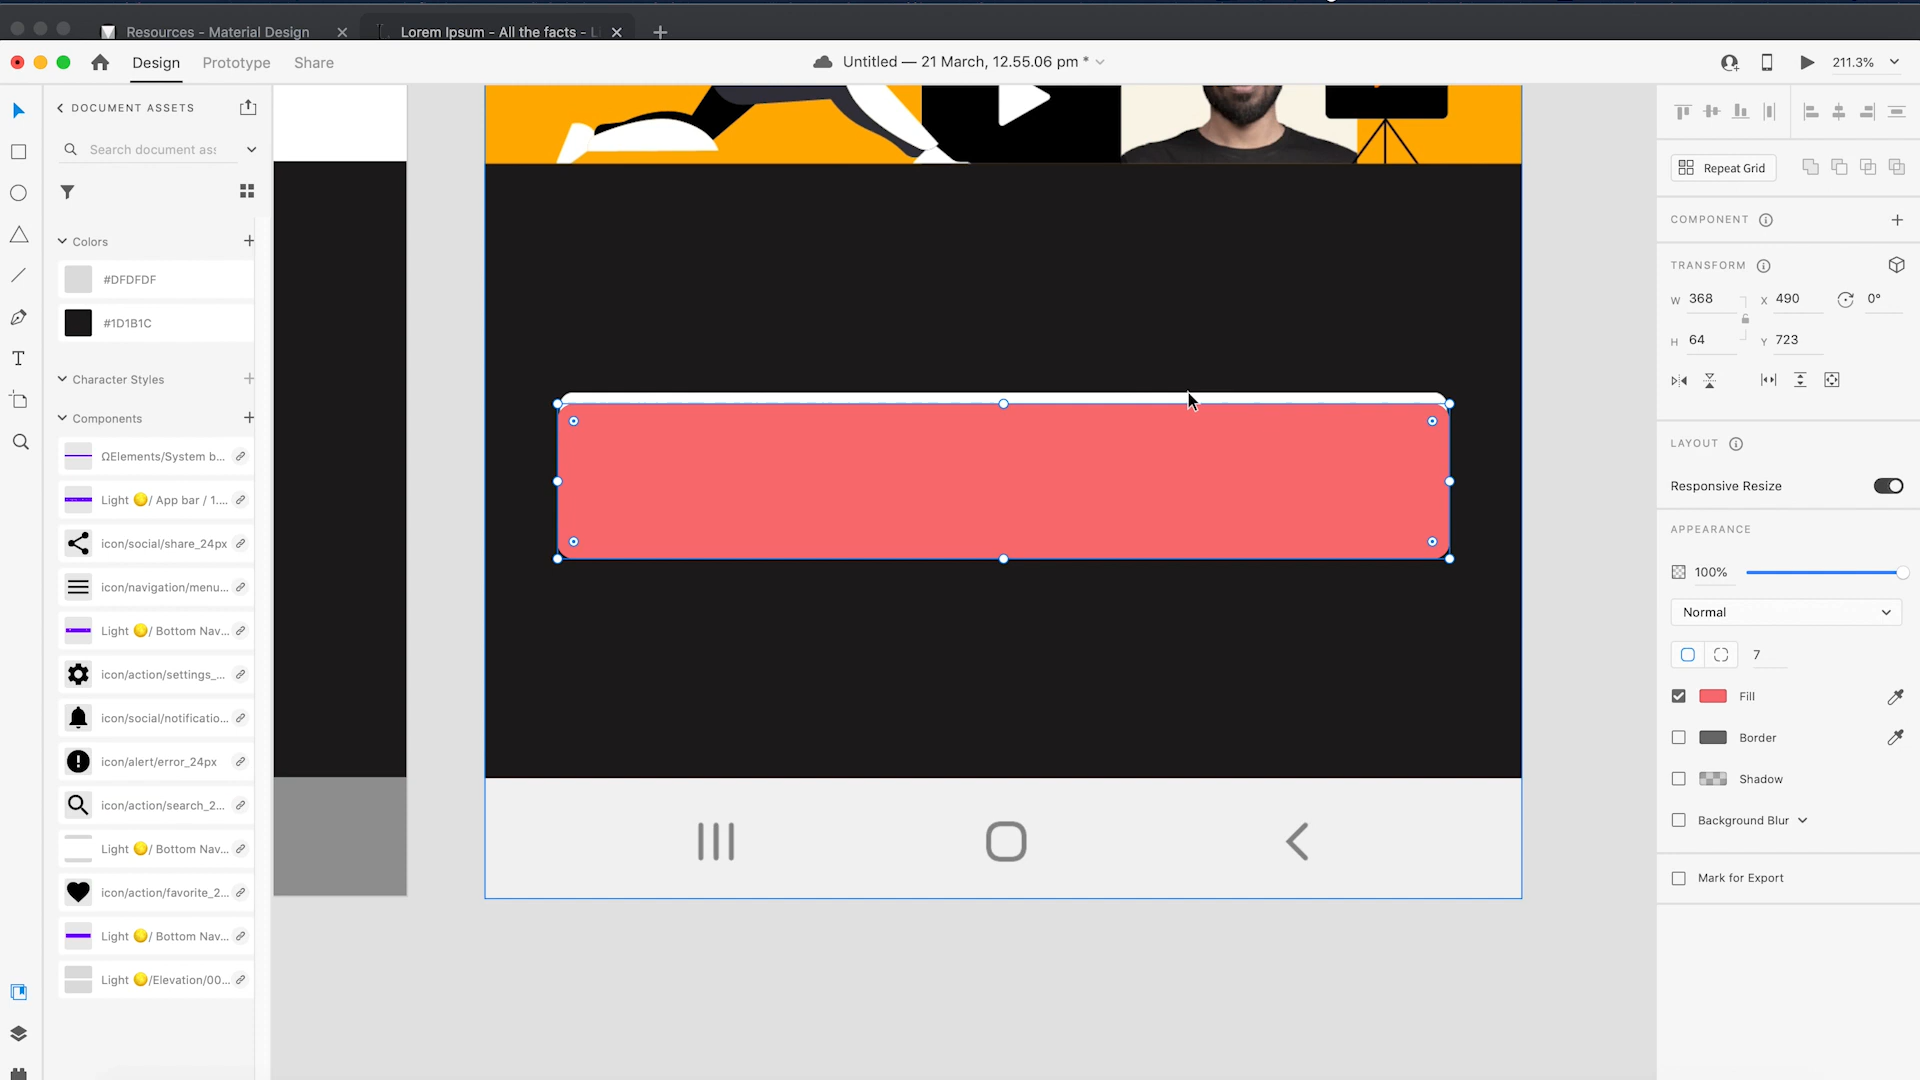 Resources - Material Design
Lorem Ipsum - All the facts - L
Design
Prototype
Share
Untitled — 21 March, 12.55.06 pm *
211.3%
DOCUMENT ASSETS
Search document ass
Colors
#DFDFDF
#1D1B1C
Character Styles
Components
ΩElements/System b...
Light 🟡/ App bar / 1....
icon/social/share_24px
icon/navigation/menu...
Light 🟡/ Bottom Nav...
icon/action/settings_...
icon/social/notificatio...
icon/alert/error_24px
icon/action/search_2...
Light 🟡/ Bottom Nav...
icon/action/favorite_2...
Light 🟡/ Bottom Nav...
Light 🟡/Elevation/00...
Repeat Grid
COMPONENT
TRANSFORM
W 368 X 490 0°
H 64 Y 723
LAYOUT
Responsive Resize
APPEARANCE
100%
Normal
7
Fill
Border
Shadow
Background Blur
Mark for Export